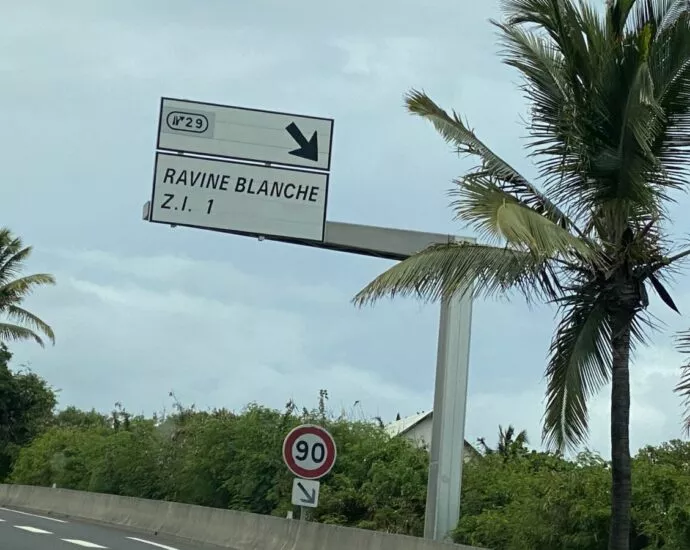 29
RAVINE BLANCHE
Z.I. 1
90